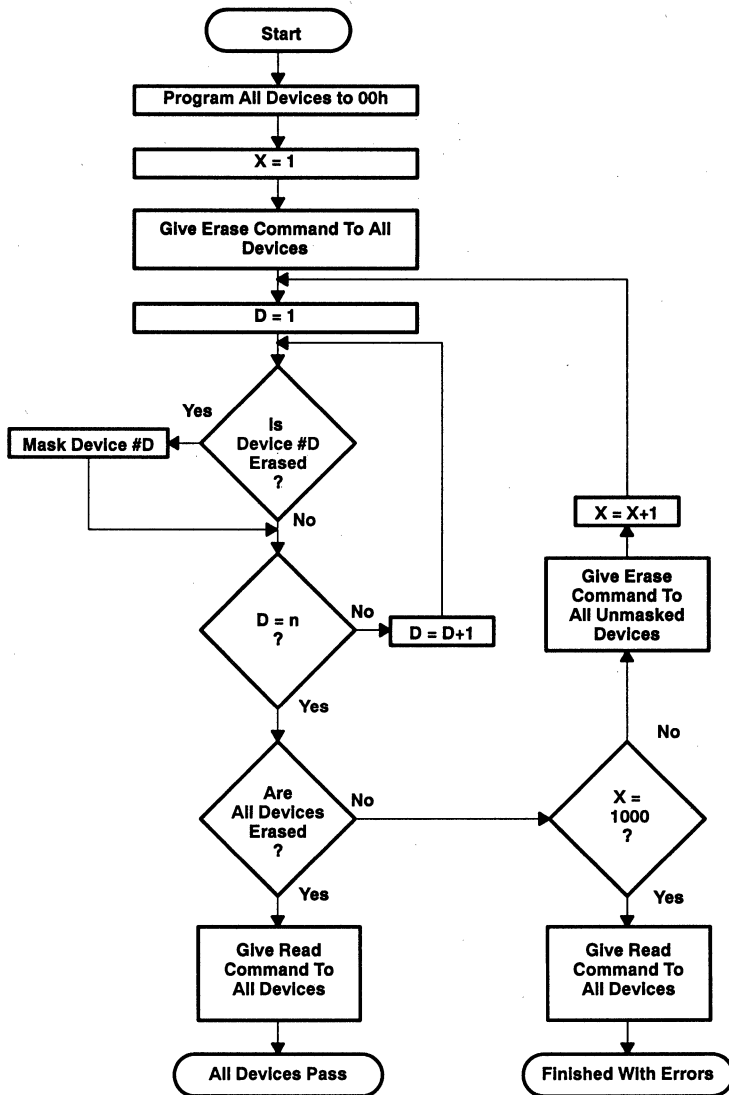 Start
Program All Devices to 00h
X = 1
Give Erase Command To All
Devices
D = 1
Yes
Is
Device #D
Erased
?
Mask Device #D
No
X = X+1
Give Erase
Command To
All Unmasked
Devices
D = n
?
No
D = D+1
Yes
No
Are
All Devices
Erased
?
No
X =
1000
?
Yes
Yes
Give Read
Command To
All Devices
Give Read
Command To
All Devices
All Devices Pass
Finished With Errors